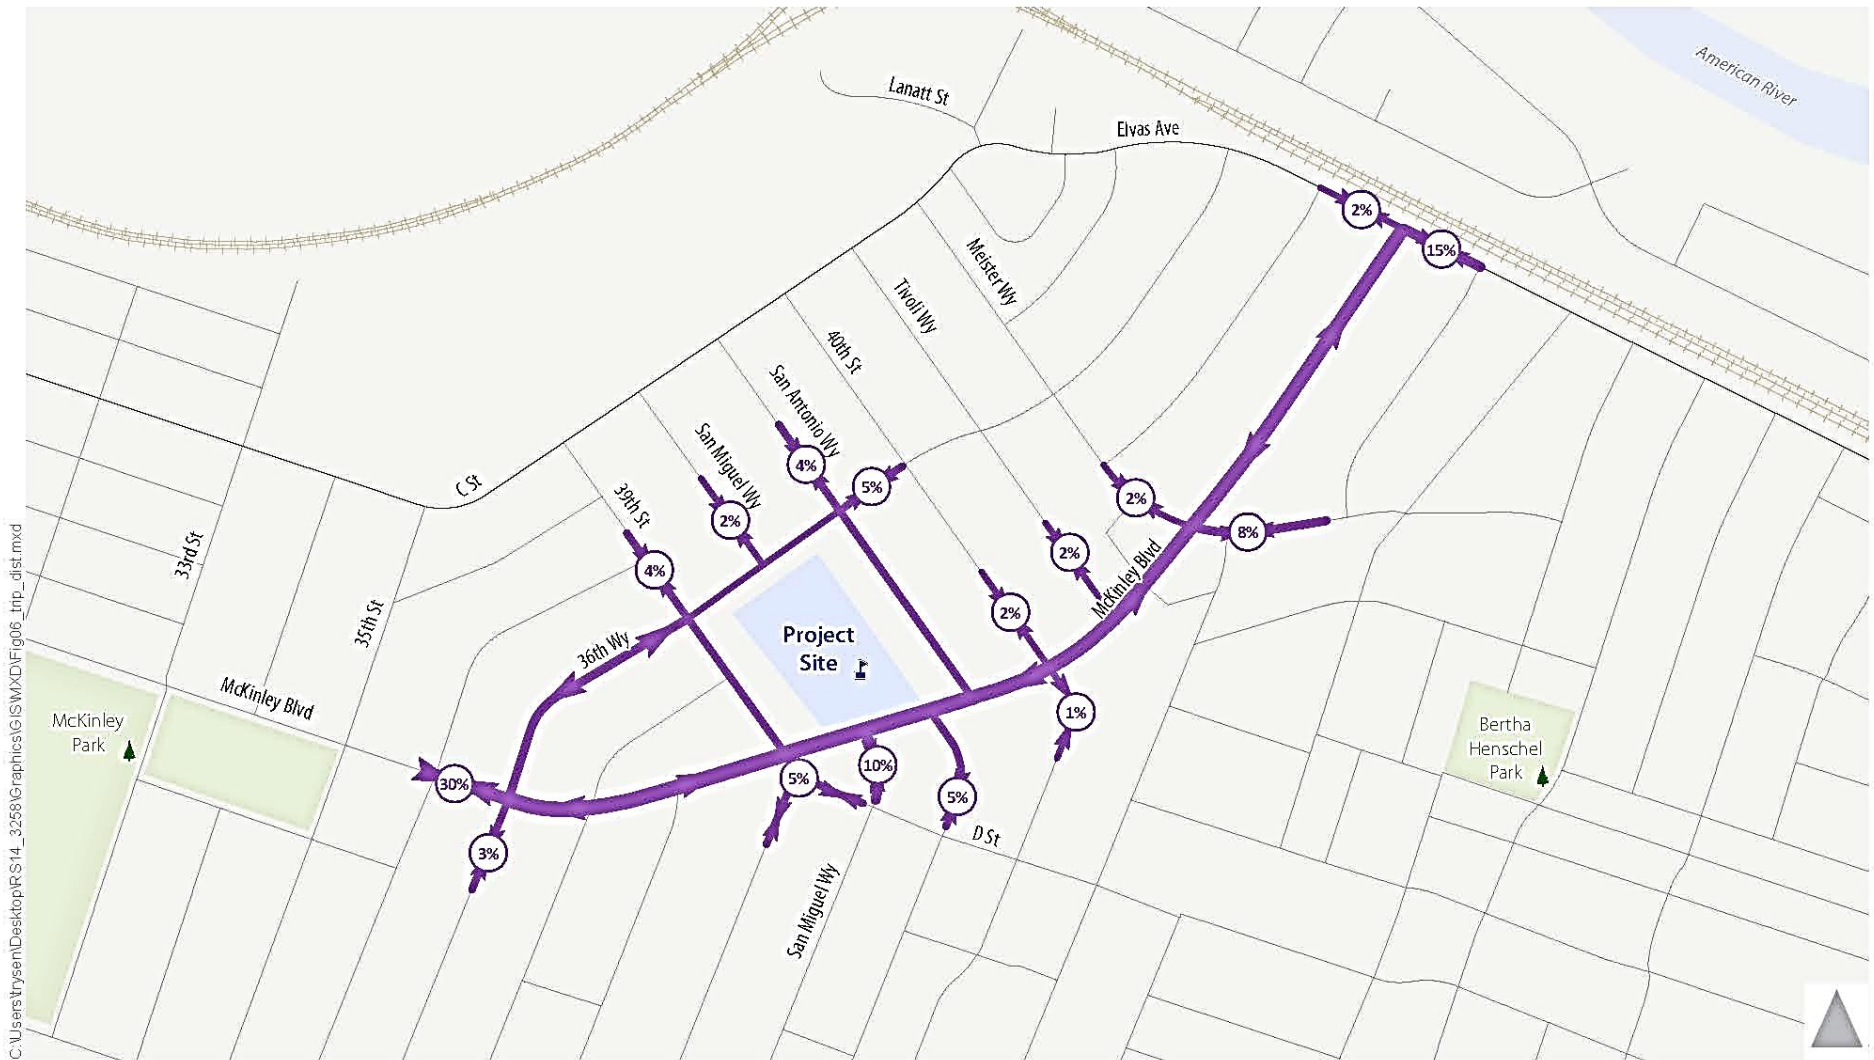 American River
Lanatt St
Elvas Ave
2%
15%
Meister Wy
Tivoli Wy
40th St
San Antonio Wy
San Miguel Wy
39th St
C St
4%
5%
2%
4%
2%
8%
2%
2%
McKinley Blvd
33rd St
35th St
36th Wy
Project
Site
McKinley Blvd
McKinley
Park
1%
Bertha
Henschel
Park
30%
5%
10%
5%
3%
D St
San Miguel Wy
C:\Users\trysen\Desktop\RS14_3258\Graphics\GIS\MXD\Fig06_trip_dist.mxd